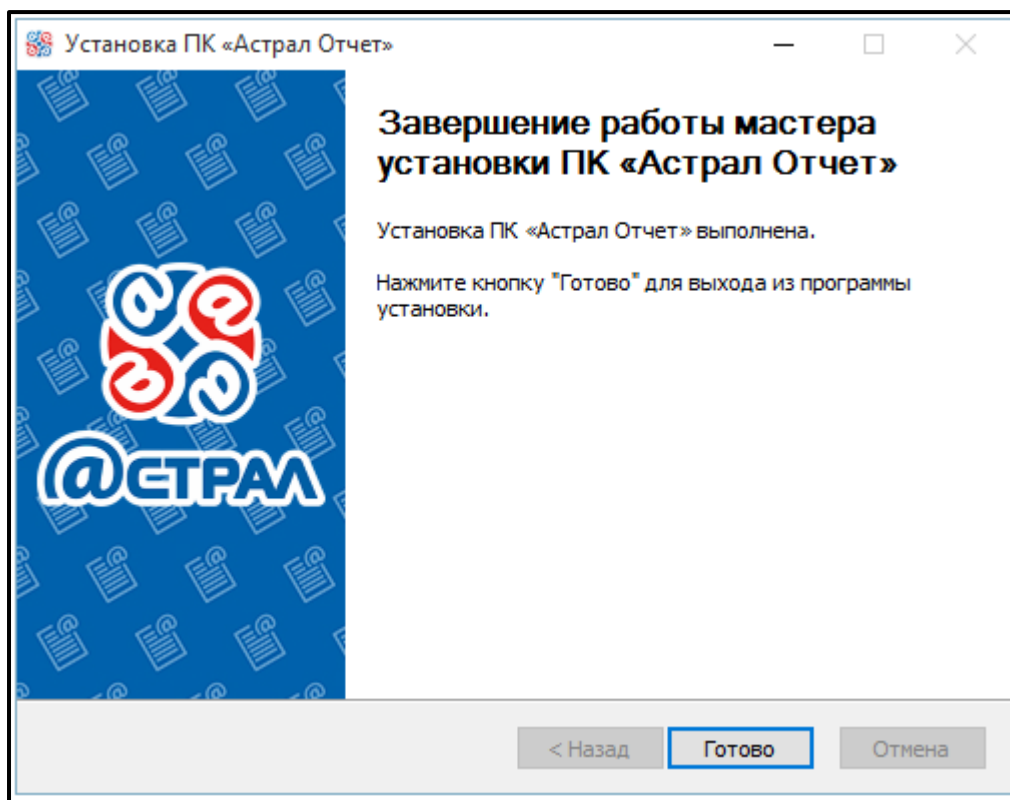 Установка ПК «Астрал Отчет»
Завершение работы мастера
установки ПК «Астрал Отчет»
Установка ПК «Астрал Отчет» выполнена.
Нажмите кнопку "Готово" для выхода из программы
установки.
@СТРАЛ
< Назад
Готово
Отмена